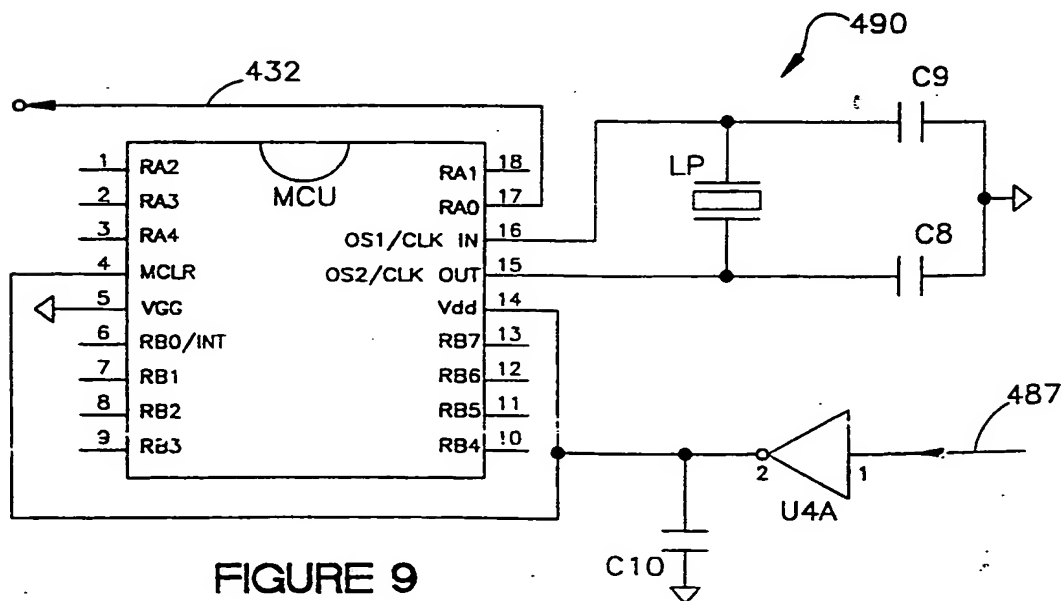 490
C9
432
LP
C8
MCU
1 RA2
2 RA3
3 RA4
4 MCLR
5 VGG
6 RB0/INT
7 RB1
8 RB2
9 RB3
RA1 18
RA0 17
OS1/CLK IN 16
OS2/CLK OUT 15
Vdd 14
RB7 13
RB6 12
RB5 11
RB4 10
487
2
1
U4A
C10
FIGURE 9